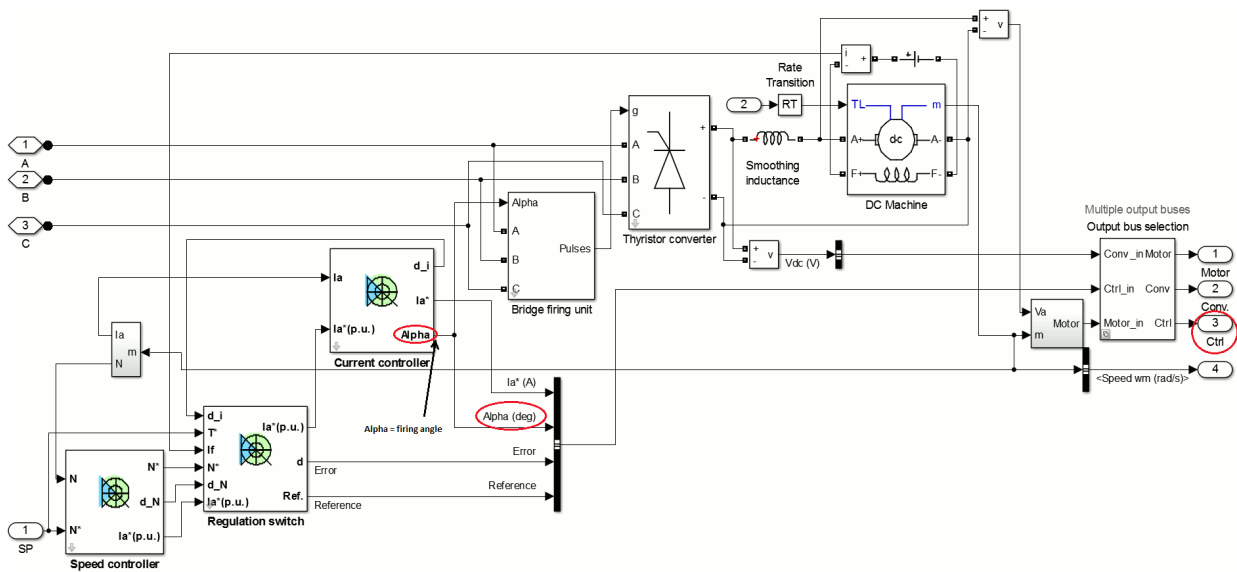 +
-
v
i
-
+
+
Rate
Transition
2
RT
TL
m
A+
dc
A-
F+
F-
DC Machine
g
A
B
C
+
-
Thyristor converter
Smoothing
inductance
1
A
2
B
3
C
Alpha
A
B
C
Pulses
Bridge firing unit
+
-
v
Vdc (V)
Multiple output buses
Output bus selection
Conv_in
Motor
Ctrl_in
Conv
Motor_in
Ctrl
1
Motor
2
Conv.
3
Ctrl
4
Va
m
Motor
<Speed wm (rad/s)>
Ia
Ia*(p.u.)
d_i
Ia*
Alpha
Current controller
Ia
m
N
Ia* (A)
Alpha (deg)
Error
Reference
Alpha = firing angle
d_i
T*
If
N*
d_N
Ia*(p.u.)
Ia*(p.u.)
d
Ref.
Error
Reference
Regulation switch
N
N*
N*
d_N
Ia*(p.u.)
Speed controller
1
SP